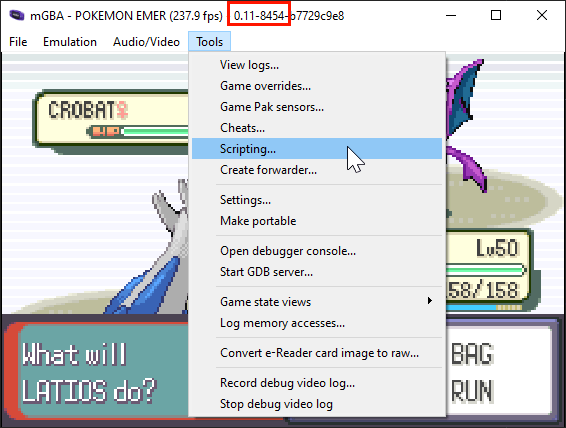 mGBA - POKEMON EMER (237.9 fps) 0.11-8454-b7729c9e8
File Emulation Audio/Video Tools
View logs...
Game overrides...
Game Pak sensors...
Cheats...
Scripting...
Create forwarder...
Settings...
Make portable
Open debugger console...
Start GDB server...
Game state views
Log memory accesses...
Convert e-Reader card image to raw...
Record debug video log...
Stop debug video log
CROBAT♀
Lv50
58/158
What will
LATIOS do?
BAG
RUN